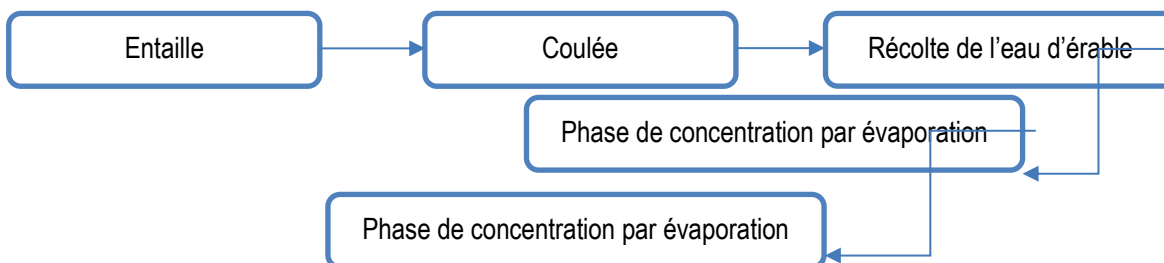 Entaille
Coulée
Récolte de l’eau d’érable
Phase de concentration par évaporation
Phase de concentration par évaporation